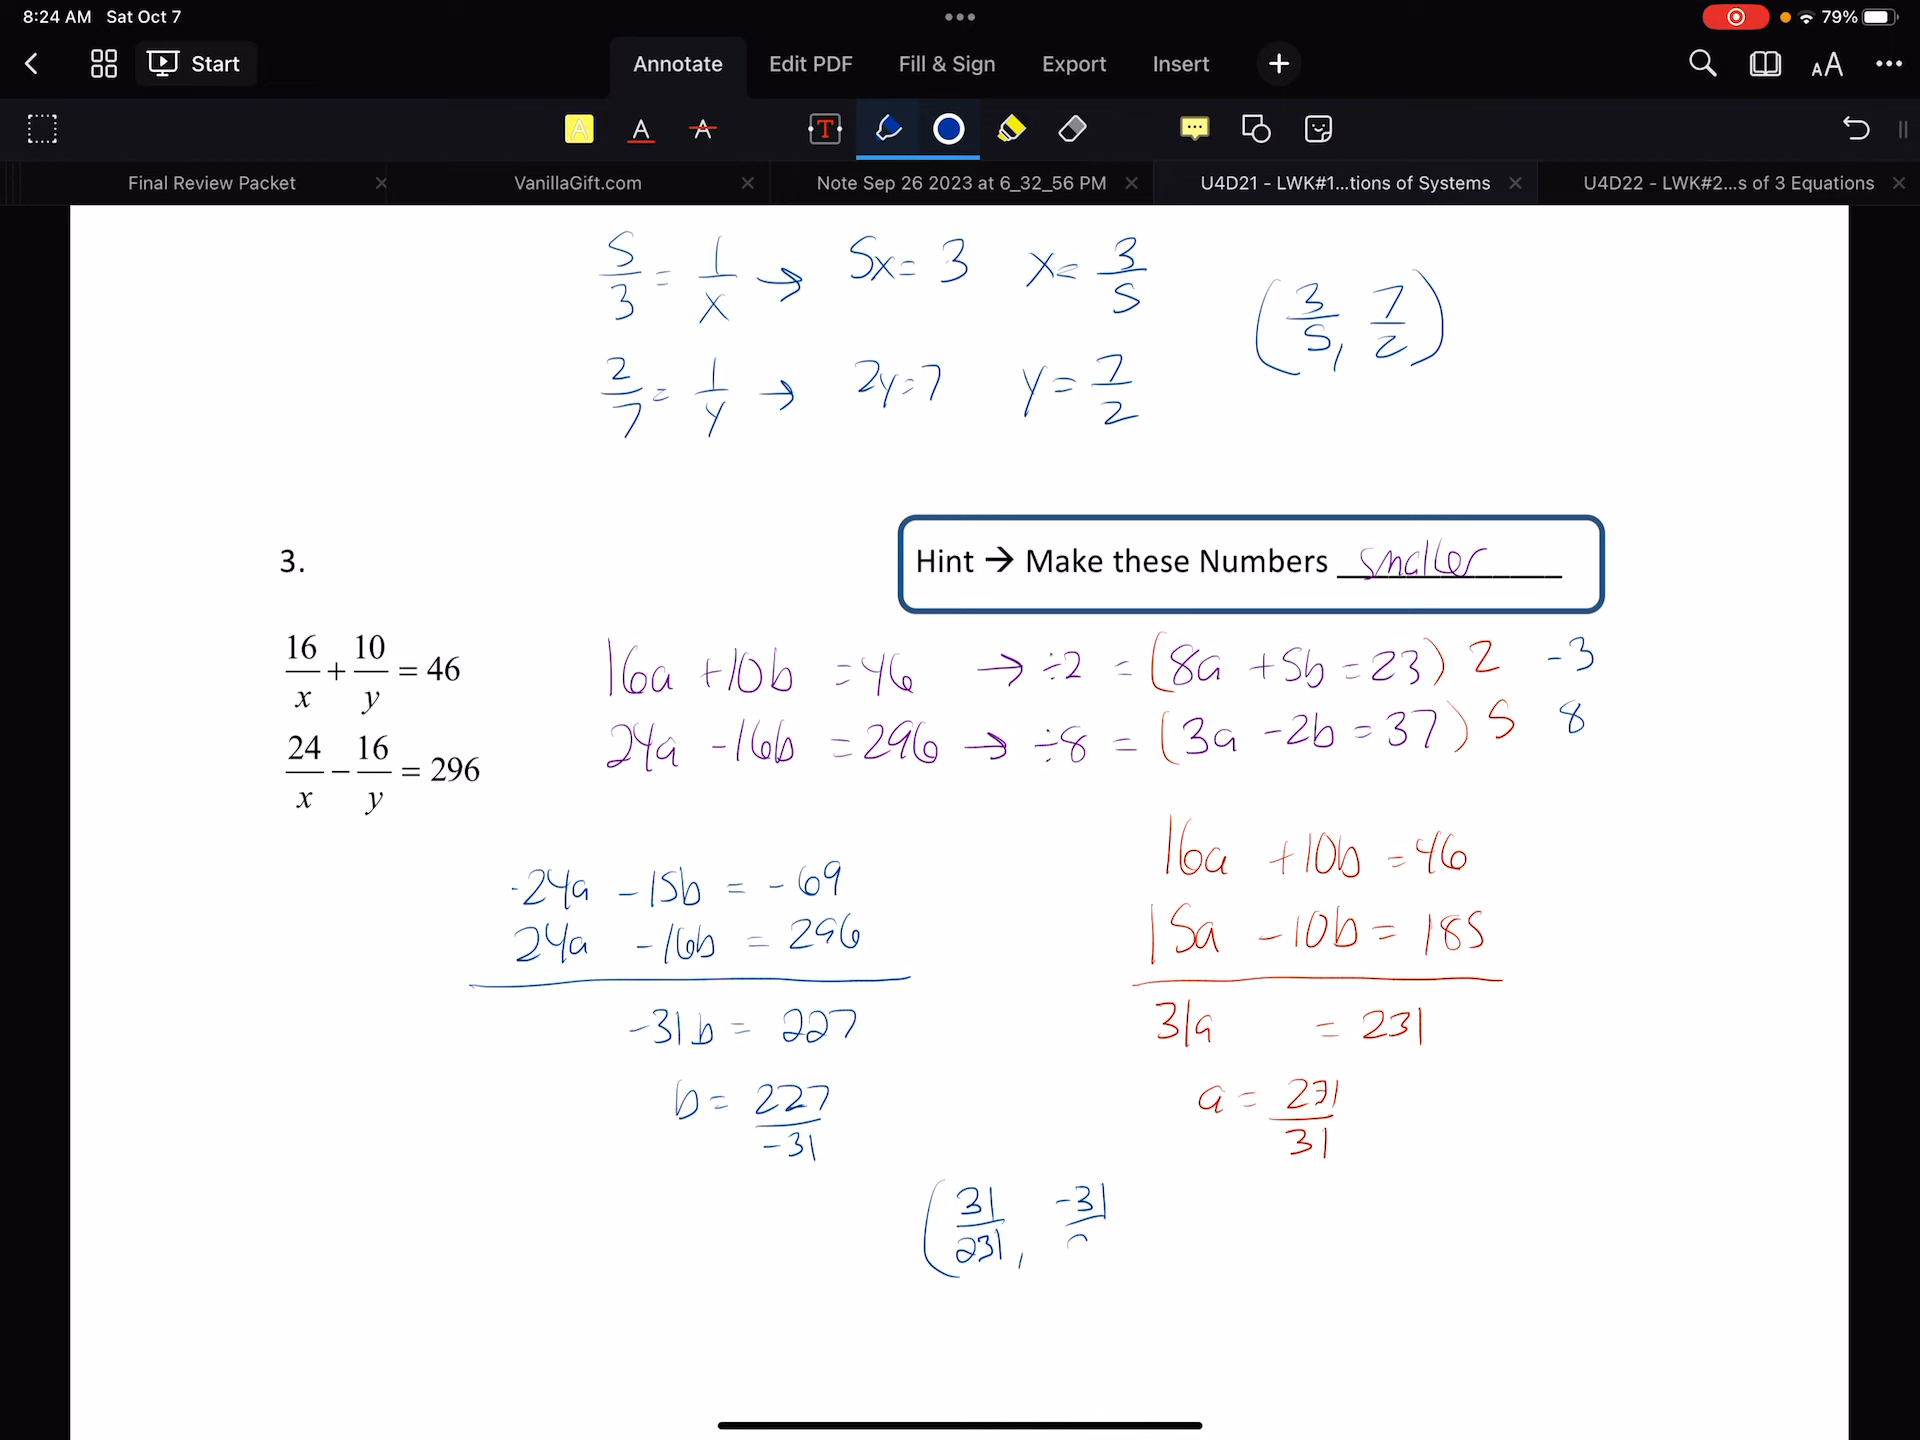 8:24 AM Sat Oct 7
79%
Start
Annotate Edit PDF Fill & Sign Export Insert
A A A T
AA
Final Review Packet
VanillaGift.com
Note Sep 26 2023 at 6_32_56 PM
U4D21 - LWK#1...tions of Systems
U4D22 - LWK#2...s of 3 Equations
5/3 = 1/x → 5x = 3 x = 3/5
(3/5, 7/2)
2/7 = 1/y → 2y = 7 y = 7/2
3.
Hint → Make these Numbers smaller
16/x + 10/y = 46
24/x − 16/y = 296
16a + 10b = 46 → ÷2 = (8a + 5b = 23) 2 -3
24a - 16b = 296 → ÷8 = (3a - 2b = 37) 5 8
-24a - 15b = -69
24a - 16b = 296
-31b = 227
b = 227/-31
16a + 10b = 46
15a - 10b = 185
31a = 231
a = 231/31
(31/231, -31/